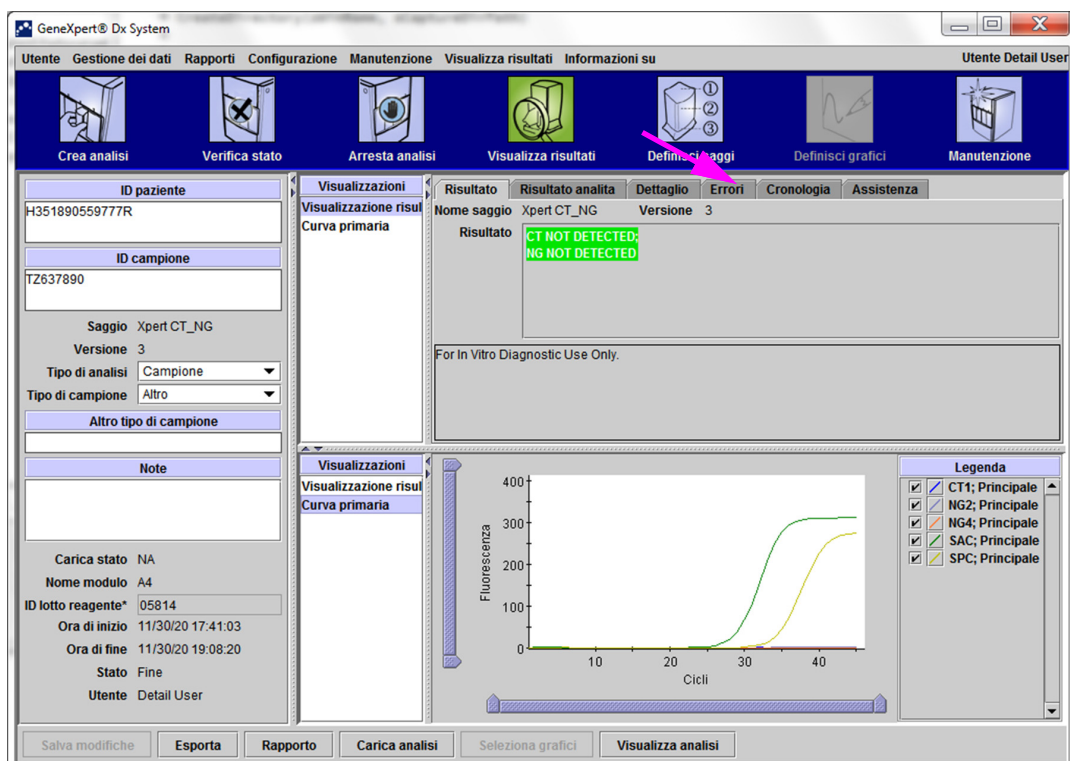 GeneXpert® Dx System
Utente Gestione dei dati Rapporti Configurazione Manutenzione Visualizza risultati Informazioni su Utente Detail User
1
2
3
Crea analisi Verifica stato Arresta analisi Visualizza risultati Definisci saggi Definisci grafici Manutenzione
ID paziente
H351890559777R
ID campione
TZ637890
Saggio Xpert CT_NG
Versione 3
Tipo di analisi Campione
Tipo di campione Altro
Altro tipo di campione
Note
Carica stato NA
Nome modulo A4
ID lotto reagente* 05814
Ora di inizio 11/30/20 17:41:03
Ora di fine 11/30/20 19:08:20
Stato Fine
Utente Detail User
Visualizzazioni
Visualizzazione risul
Curva primaria
Risultato Risultato analita Dettaglio Errori Cronologia Assistenza
Nome saggio Xpert CT_NG Versione 3
Risultato CT NOT DETECTED;
NG NOT DETECTED
For In Vitro Diagnostic Use Only.
Visualizzazioni
Visualizzazione risul
Curva primaria
400
300
200
100
0
Fluorescenza
10 20 30 40
Cicli
Legenda
CT1; Principale
NG2; Principale
NG4; Principale
SAC; Principale
SPC; Principale
Salva modifiche Esporta Rapporto Carica analisi Seleziona grafici Visualizza analisi